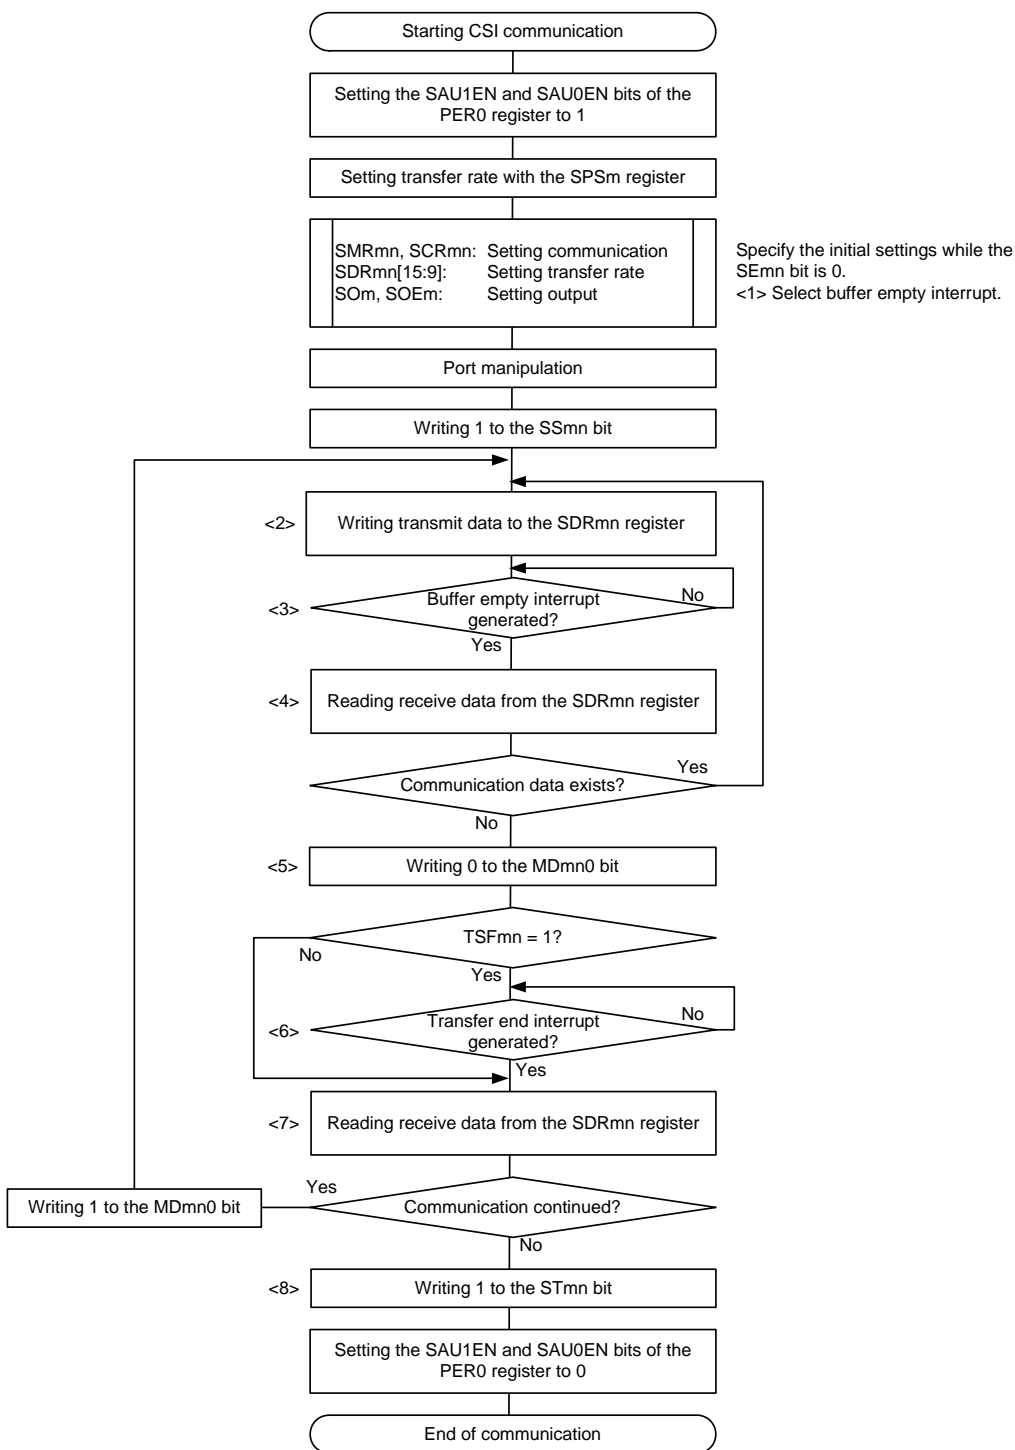 Starting CSI communication
Setting the SAU1EN and SAU0EN bits of the
PER0 register to 1
Setting transfer rate with the SPSm register
SMRmn, SCRmn: Setting communication
SDRmn[15:9]: Setting transfer rate
SOm, SOEm: Setting output
Specify the initial settings while the
SEmn bit is 0.
<1> Select buffer empty interrupt.
Port manipulation
Writing 1 to the SSmn bit
<2>
Writing transmit data to the SDRmn register
<3>
Buffer empty interrupt
generated?
No
Yes
<4>
Reading receive data from the SDRmn register
Communication data exists?
Yes
No
<5>
Writing 0 to the MDmn0 bit
TSFmn = 1?
No
Yes
<6>
Transfer end interrupt
generated?
No
Yes
<7>
Reading receive data from the SDRmn register
Communication continued?
Yes
Writing 1 to the MDmn0 bit
No
<8>
Writing 1 to the STmn bit
Setting the SAU1EN and SAU0EN bits of the
PER0 register to 0
End of communication